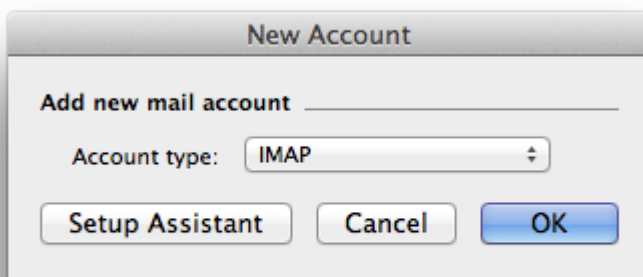 New Account
Add new mail account
Account type: IMAP
Setup Assistant Cancel OK